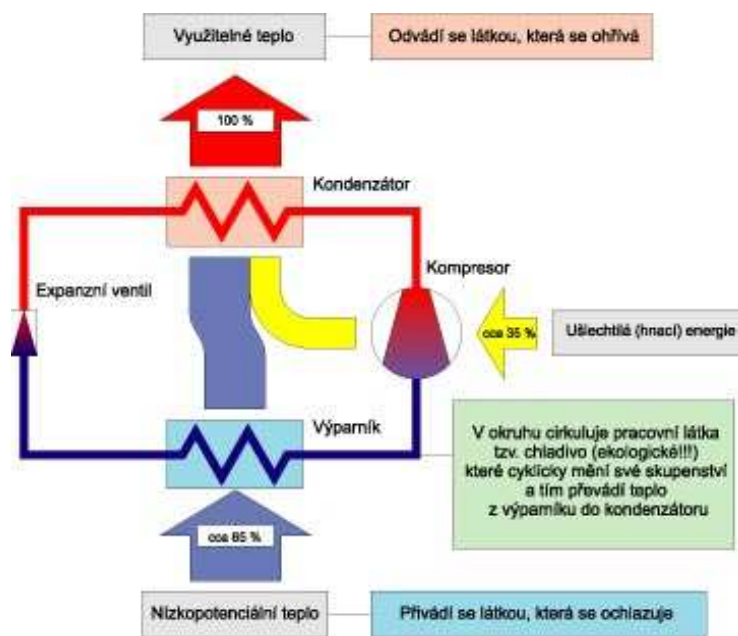 Využitelné teplo
Odvádí se látkou, která se ohřívá
100 %
Kondenzátor
Kompresor
Expanzní ventil
cca 35 %
Ušlechtilá (hnací) energie
Výparník
V okruhu cirkuluje pracovní látka
tzv. chladivo (ekologické!!!)
které cyklicky mění své skupenství
a tím převádí teplo
z výparníku do kondenzátoru
cca 65 %
Nízkopotenciální teplo
Přivádí se látkou, která se ochlazuje